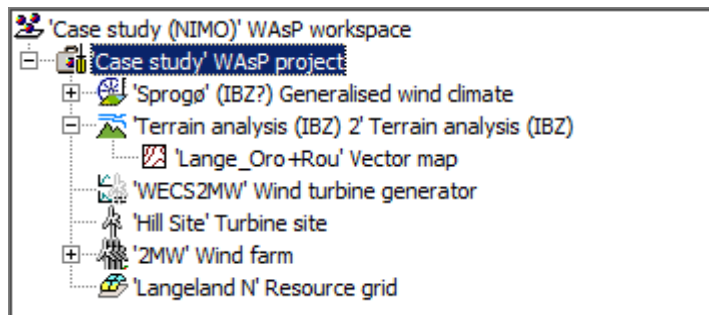 'Case study (NIMO)' WAsP workspace
'Case study' WAsP project
'Sprogø' (IBZ?) Generalised wind climate
'Terrain analysis (IBZ) 2' Terrain analysis (IBZ)
'Lange_Oro+Rou' Vector map
'WECS2MW' Wind turbine generator
'Hill Site' Turbine site
'2MW' Wind farm
'Langeland N' Resource grid